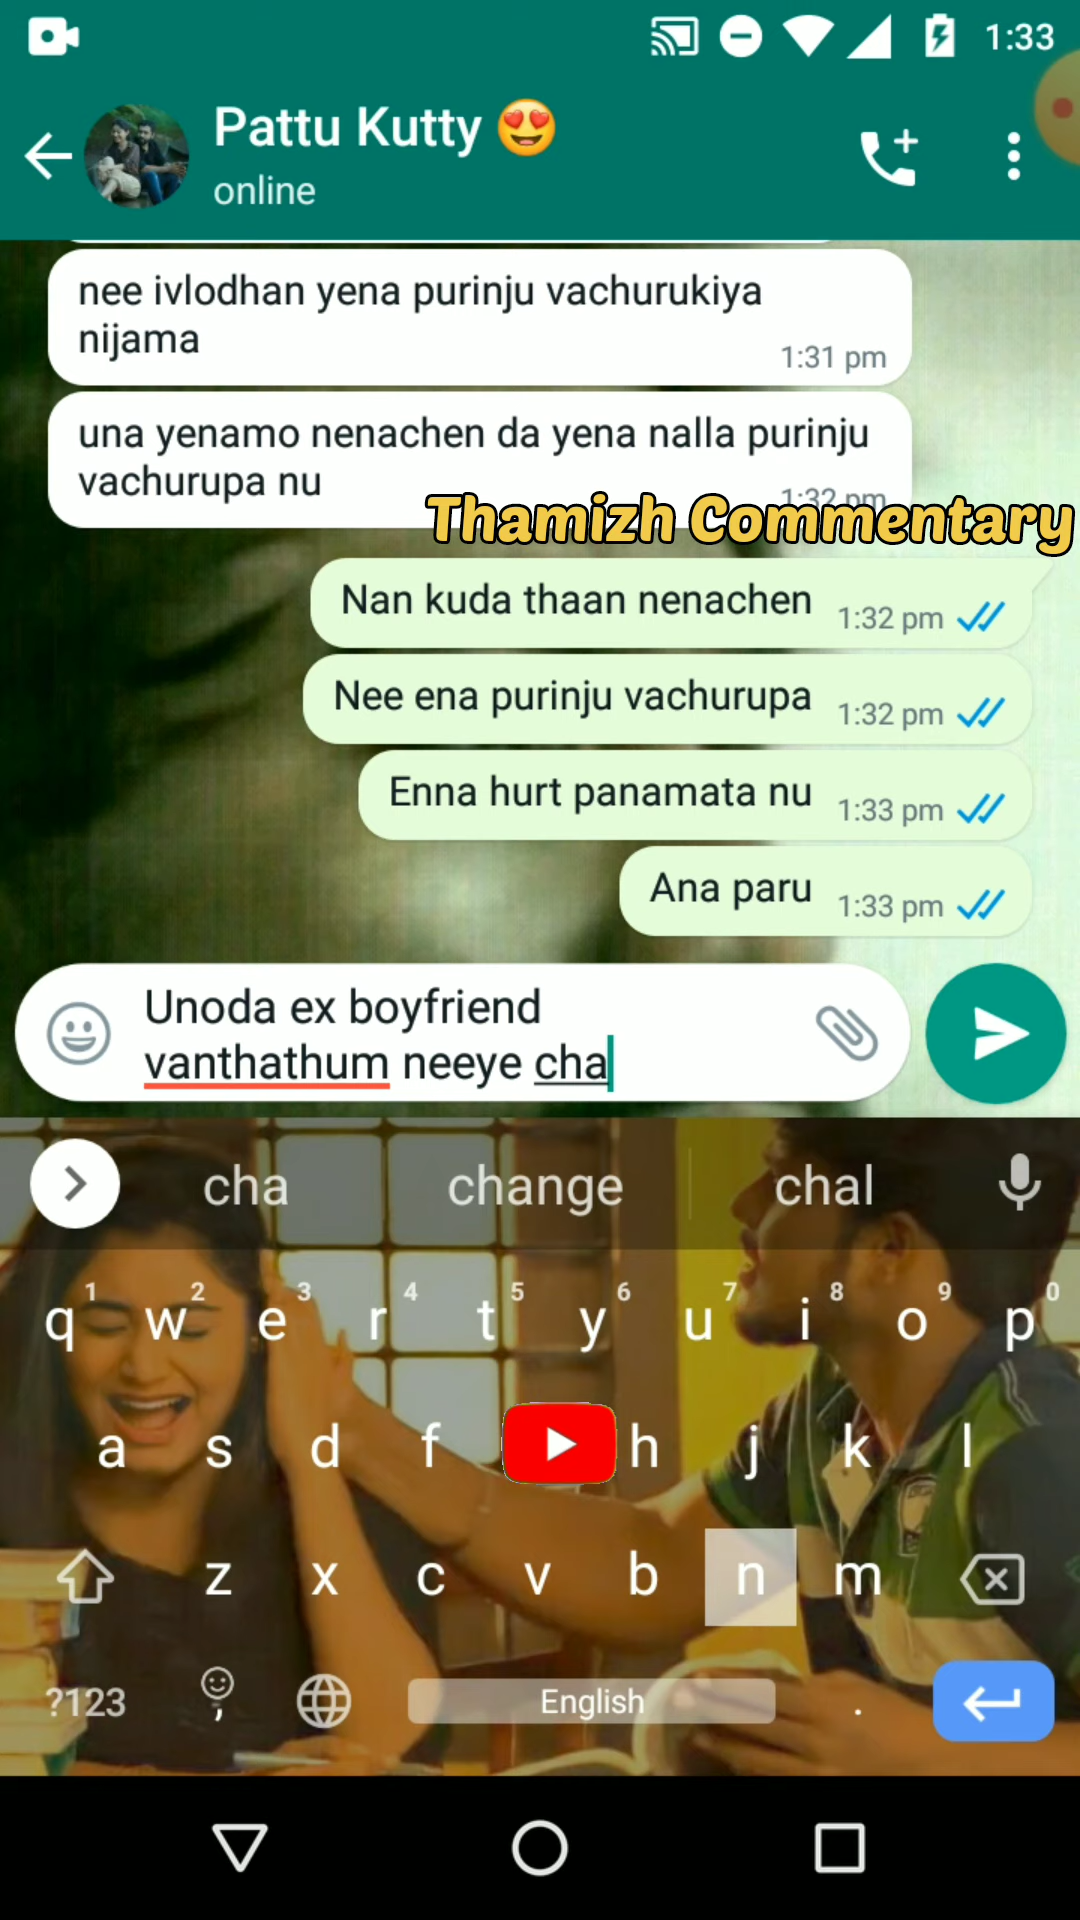 1:33
Pattu Kutty 😍
online
nee ivlodhan yena purinju vachurukiya
nijama
1:31 pm
una yenamo nenachen da yena nalla purinju
vachurupa nu
1:32 pm
Thamizh Commentary
Nan kuda thaan nenachen 1:32 pm
Nee ena purinju vachurupa 1:32 pm
Enna hurt panamata nu 1:33 pm
Ana paru 1:33 pm
Unoda ex boyfriend
vanthathum neeye cha
cha change chal
1 2 3 4 5 6 7 8 9 0
q w e r t y u i o p
a s d f h j k l
z x c v b n m
?123 ; English .